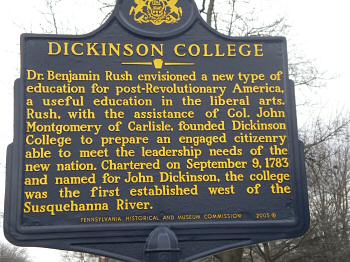 DICKINSON COLLEGE
Dr. Benjamin Rush envisioned a new type of
education for post-Revolutionary America,
a useful education in the liberal arts.
Rush, with the assistance of Col. John
Montgomery of Carlisle, founded Dickinson
College to prepare an engaged citizenry
able to meet the leadership needs of the
new nation. Chartered on September 9, 1783
and named for John Dickinson, the college
was the first established west of the
Susquehanna River.
PENNSYLVANIA HISTORICAL AND MUSEUM COMMISSION 2005 ©